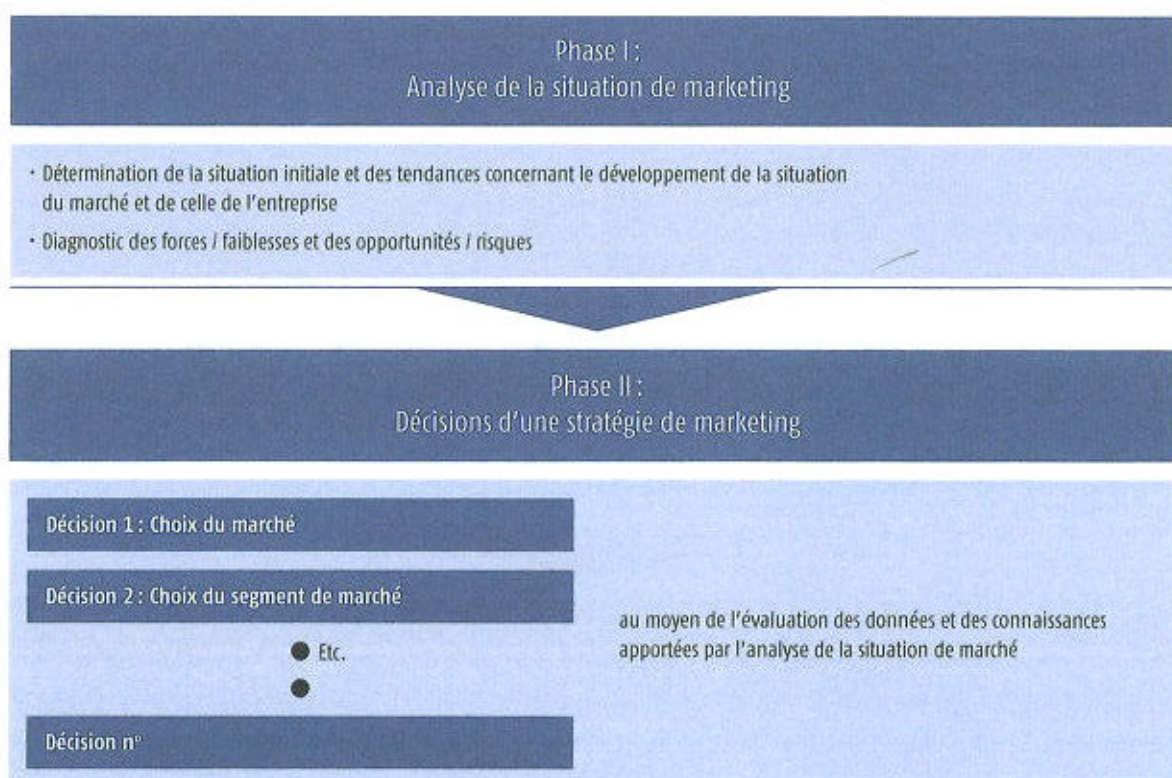 Phase I :
Analyse de la situation de marketing
• Détermination de la situation initiale et des tendances concernant le développement de la situation
du marché et de celle de l'entreprise
• Diagnostic des forces / faiblesses et des opportunités / risques
Phase II :
Décisions d'une stratégie de marketing
Décision 1 : Choix du marché
Décision 2 : Choix du segment de marché
● Etc.
●
au moyen de l'évaluation des données et des connaissances
apportées par l'analyse de la situation de marché
Décision n°